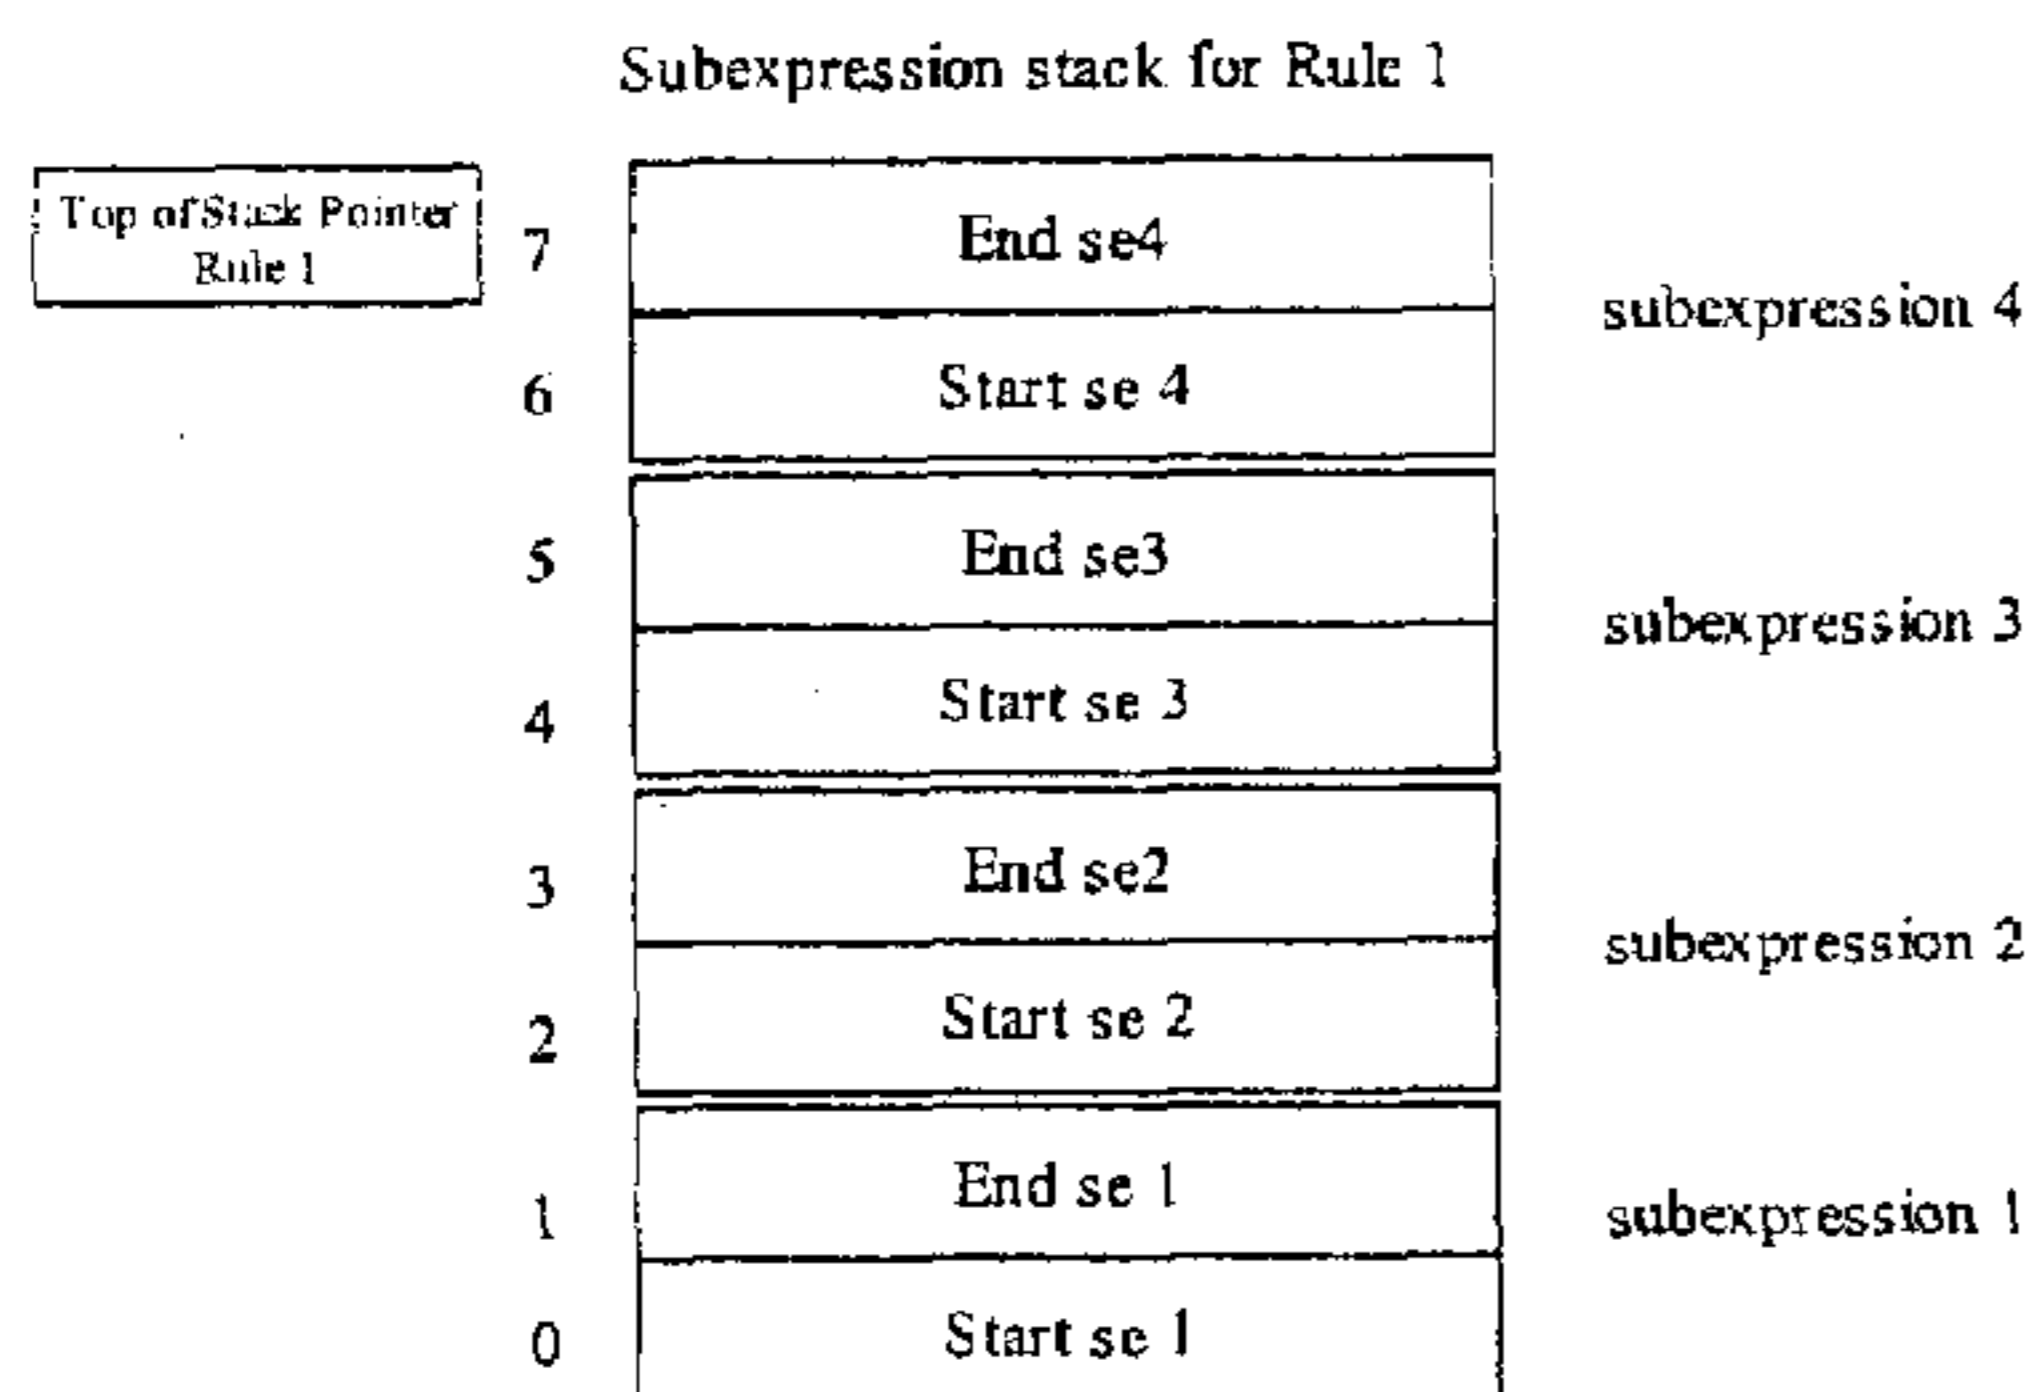 Subexpression stack for Rule 1
Top of Stack Pointer
Rule 1
7
End se4
subexpression 4
6
Start se 4
5
End se3
subexpression 3
4
Start se 3
3
End se2
subexpression 2
2
Start se 2
1
End se 1
subexpression 1
0
Start se 1